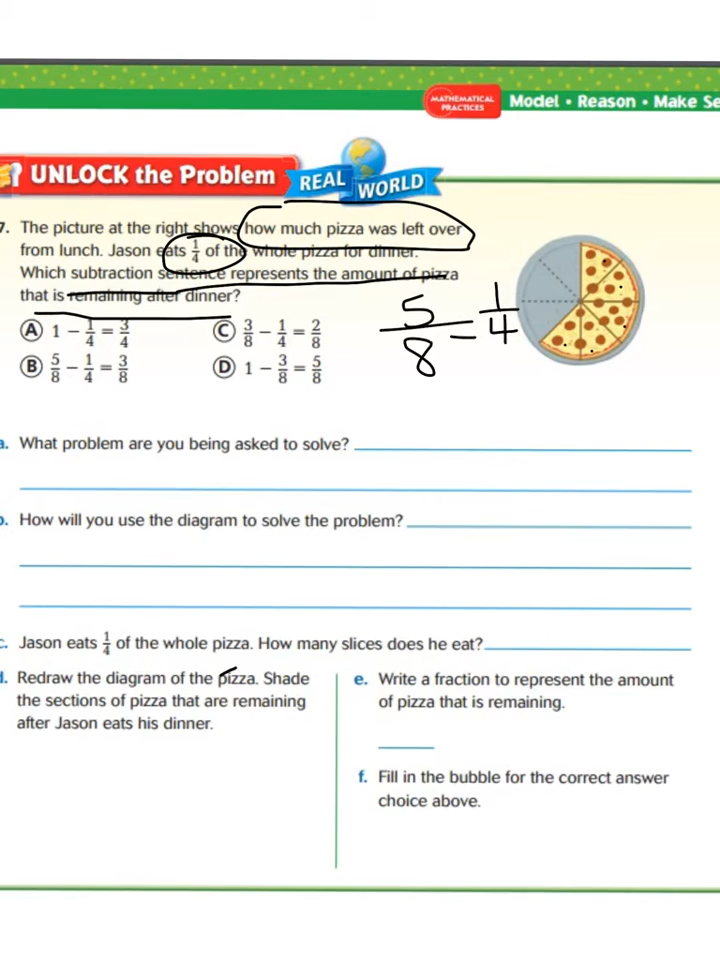 MATHEMATICAL PRACTICES Model • Reason • Make Se
UNLOCK the Problem REAL WORLD
7. The picture at the right shows how much pizza was left over
from lunch. Jason eats 1/4 of the whole pizza for dinner.
Which subtraction sentence represents the amount of pizza
that is remaining after dinner?
5/8 = 1/4
A 1 − 1/4 = 3/4 C 3/8 − 1/4 = 2/8
B 5/8 − 1/4 = 3/8 D 1 − 3/8 = 5/8
a. What problem are you being asked to solve?
b. How will you use the diagram to solve the problem?
c. Jason eats 1/4 of the whole pizza. How many slices does he eat?
d. Redraw the diagram of the pizza. Shade
the sections of pizza that are remaining
after Jason eats his dinner.
e. Write a fraction to represent the amount
of pizza that is remaining.
f. Fill in the bubble for the correct answer
choice above.